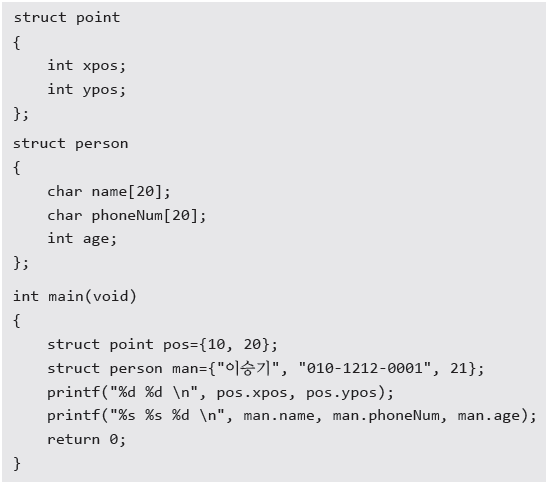 struct point
{
    int xpos;
    int ypos;
};
struct person
{
    char name[20];
    char phoneNum[20];
    int age;
};
int main(void)
{
    struct point pos={10, 20};
    struct person man={"이승기", "010-1212-0001", 21};
    printf("%d %d \n", pos.xpos, pos.ypos);
    printf("%s %s %d \n", man.name, man.phoneNum, man.age);
    return 0;
}